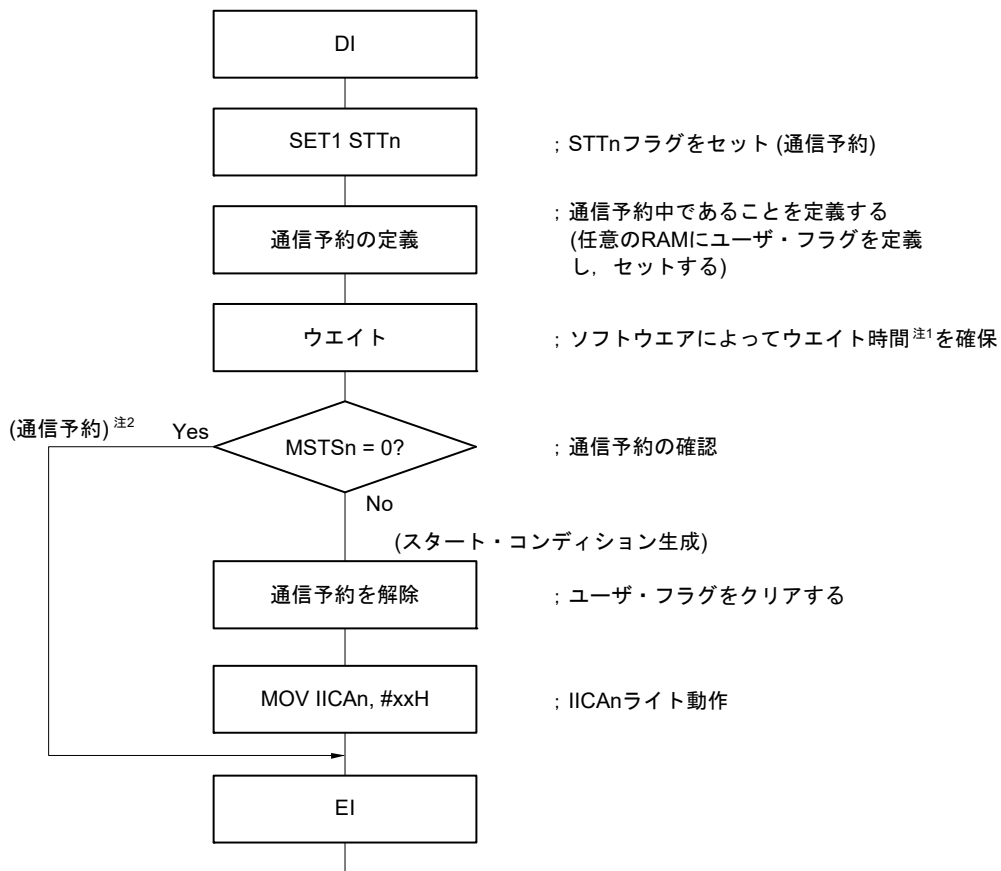 DI
SET1 STTn
; STTnフラグをセット (通信予約)
通信予約の定義
; 通信予約中であることを定義する
(任意のRAMにユーザ・フラグを定義
し，セットする)
ウエイト
; ソフトウエアによってウエイト時間注1を確保
(通信予約)注2
Yes
MSTSn = 0?
; 通信予約の確認
No
(スタート・コンディション生成)
通信予約を解除
; ユーザ・フラグをクリアする
MOV IICAn, #xxH
; IICAnライト動作
EI